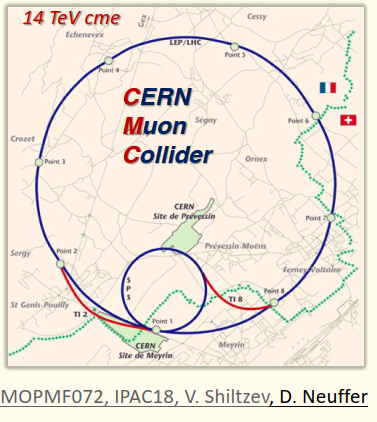 14 TeV cme
Cessy
Gex
Echenevex
LEP/LHC
Point 5
Point 4
CERN
Muon
Collider
Point 6
Ségny
Crozet
Ornex
Point 3
CERN
Site de Prévessin
Point 7
Point 2
Prévessin-Moëns
Sergy
Ferney-Voltaire
SPS
TI 8
Point 8
St Genis Pouilly
TI 2
Point 1
Meyrin
CERN
Site de Meyrin
MOPMF072, IPAC18, V. Shiltzev, D. Neuffer